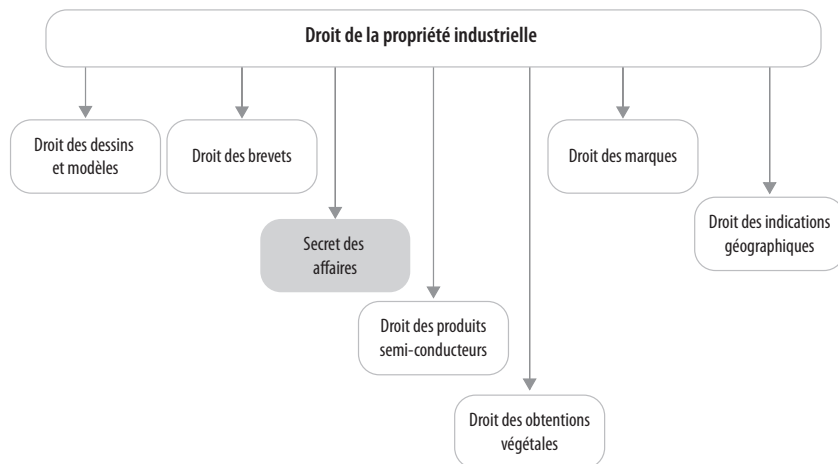 Droit de la propriété industrielle
Droit des dessins
et modèles
Droit des brevets
Droit des marques
Droit des indications
géographiques
Secret des
affaires
Droit des produits
semi-conducteurs
Droit des obtentions
végétales